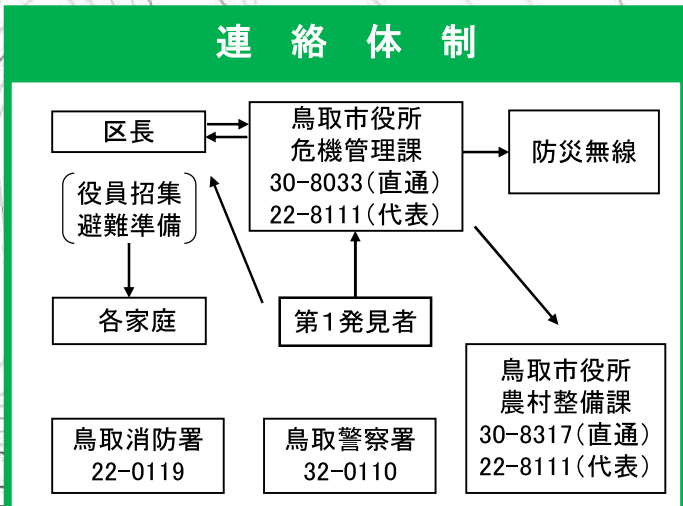 連絡体制
区長
鳥取市役所
危機管理課
30-8033(直通)
22-8111(代表)
防災無線
役員招集
避難準備
各家庭
第1発見者
鳥取市役所
農村整備課
30-8317(直通)
22-8111(代表)
鳥取消防署
22-0119
鳥取警察署
32-0110